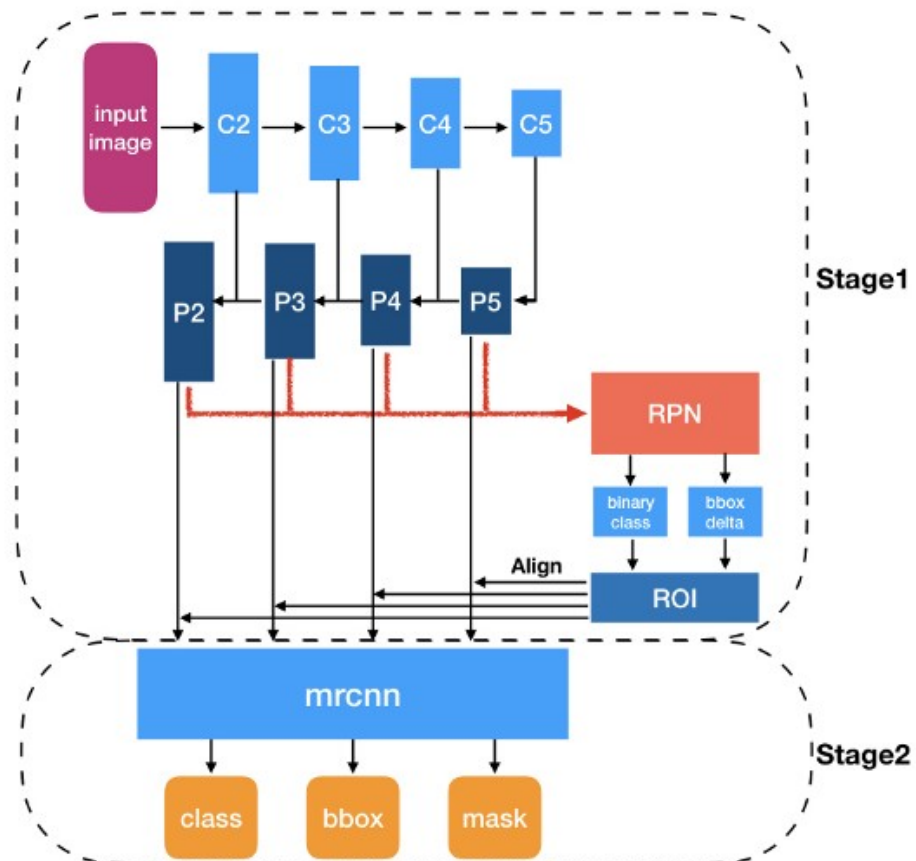 input
image
C2
C3
C4
C5
P2
P3
P4
P5
Stage1
RPN
binary
class
bbox
delta
Align
ROI
mrcnn
Stage2
class
bbox
mask